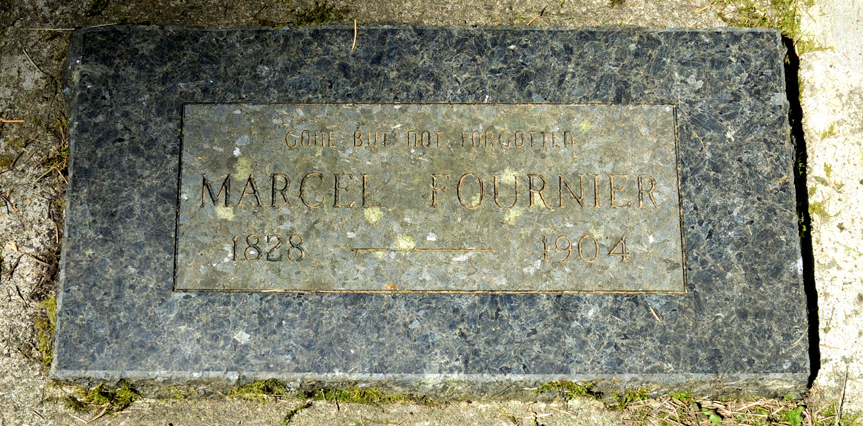 GONE BUT NOT FORGOTTEN
MARCEL FOURNIER
1828 — 1904